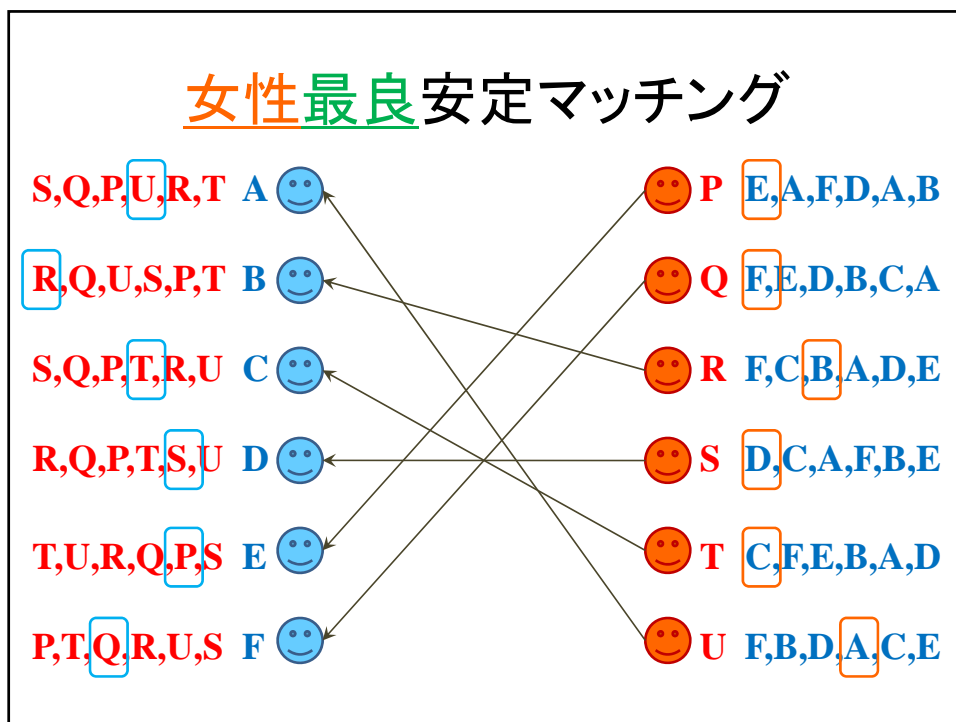 女性最良安定マッチング
S,Q,P,U,R,T A P E,A,F,D,A,B
R,Q,U,S,P,T B Q F,E,D,B,C,A
S,Q,P,T,R,U C R F,C,B,A,D,E
R,Q,P,T,S,U D S D,C,A,F,B,E
T,U,R,Q,P,S E T C,F,E,B,A,D
P,T,Q,R,U,S F U F,B,D,A,C,E